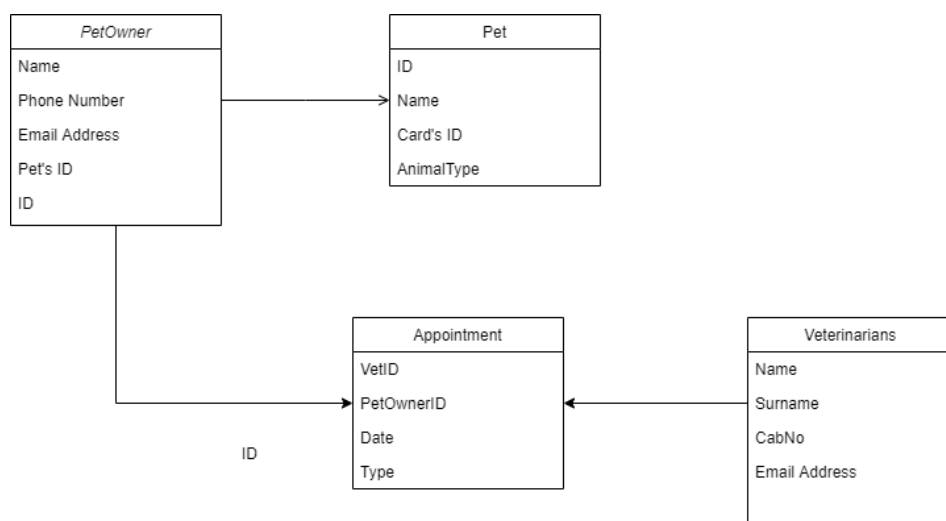 PetOwner
Name
Phone Number
Email Address
Pet's ID
ID
Pet
ID
Name
Card's ID
AnimalType
Appointment
VetID
PetOwnerID
Date
Type
ID
Veterinarians
Name
Surname
CabNo
Email Address